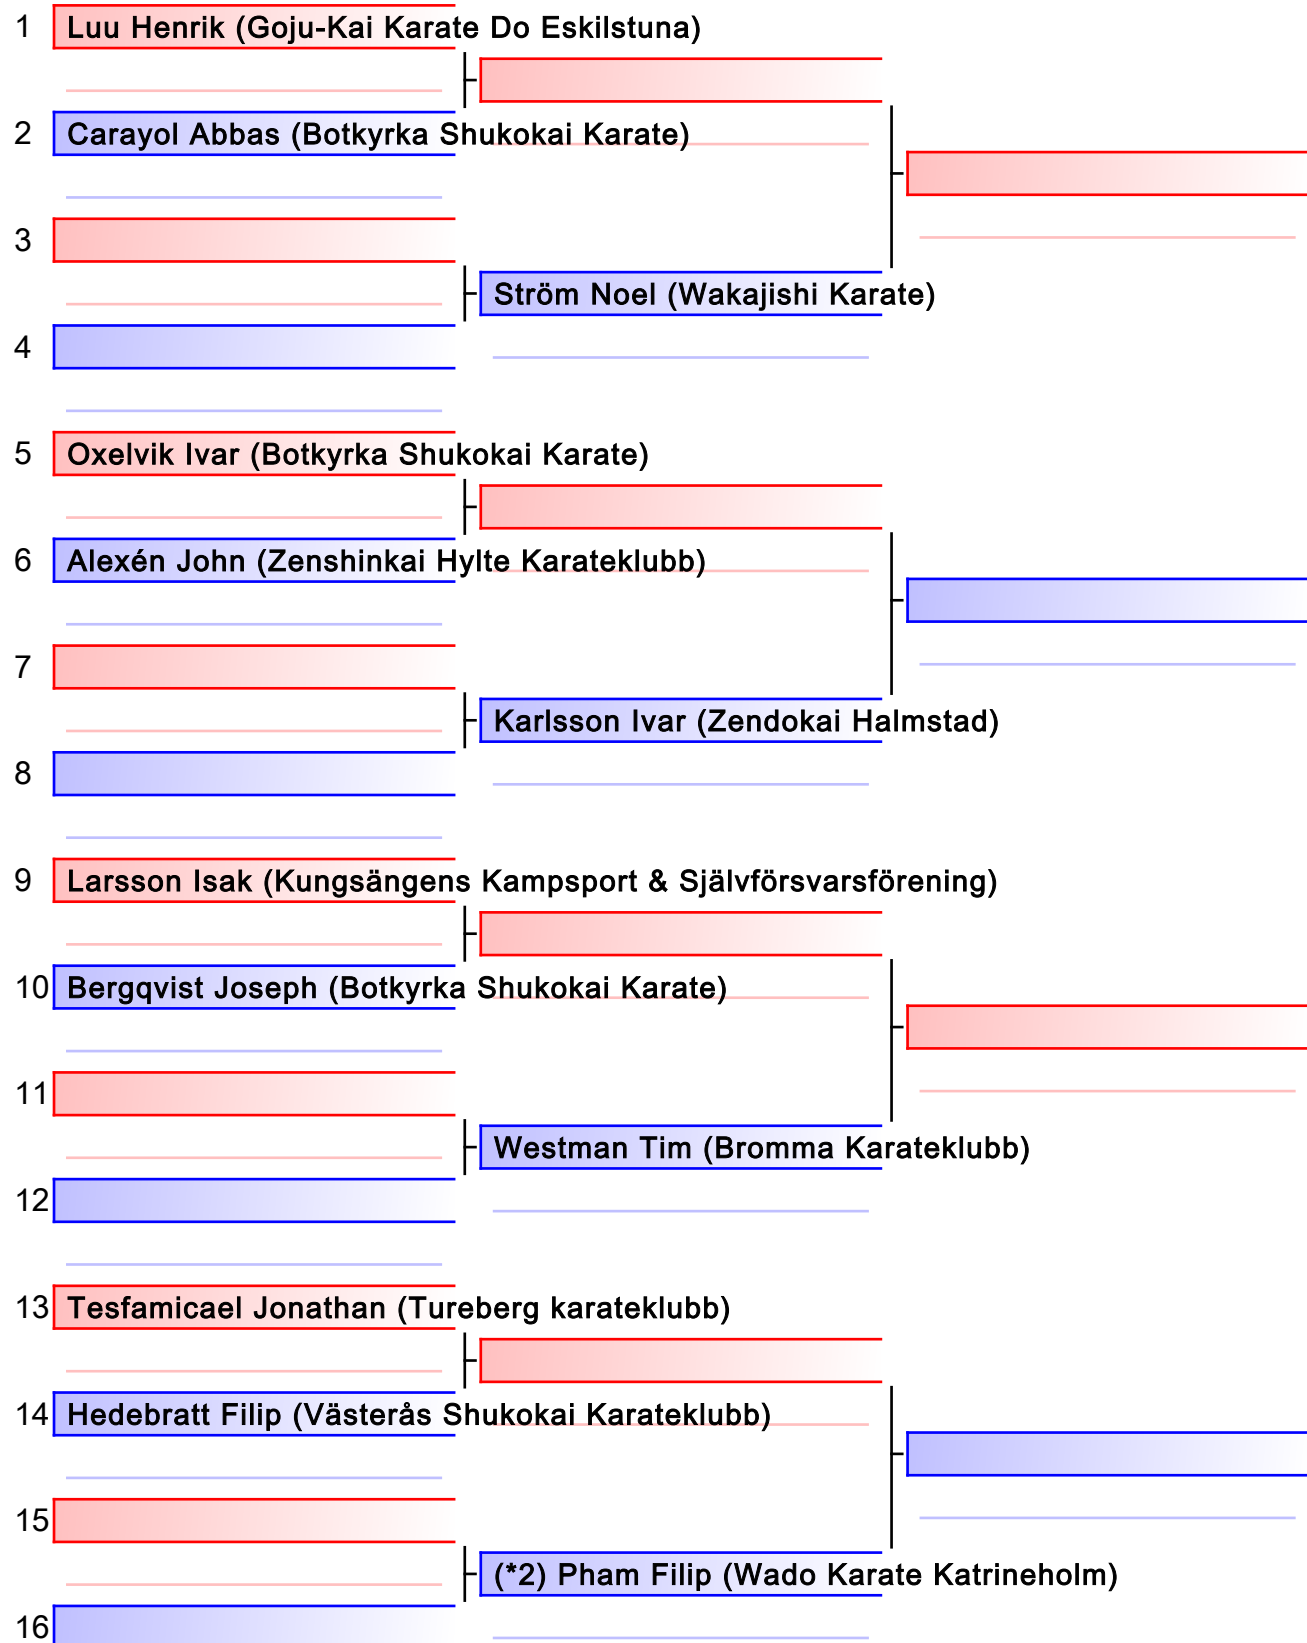 1 Luu Henrik (Goju-Kai Karate Do Eskilstuna)
2 Carayol Abbas (Botkyrka Shukokai Karate)
3
Ström Noel (Wakajishi Karate)
4
5 Oxelvik Ivar (Botkyrka Shukokai Karate)
6 Alexén John (Zenshinkai Hylte Karateklubb)
7
Karlsson Ivar (Zendokai Halmstad)
8
9 Larsson Isak (Kungsängens Kampsport & Självförsvarsförening)
10 Bergqvist Joseph (Botkyrka Shukokai Karate)
11
Westman Tim (Bromma Karateklubb)
12
13 Tesfamicael Jonathan (Tureberg karateklubb)
14 Hedebratt Filip (Västerås Shukokai Karateklubb)
15
(*2) Pham Filip (Wado Karate Katrineholm)
16